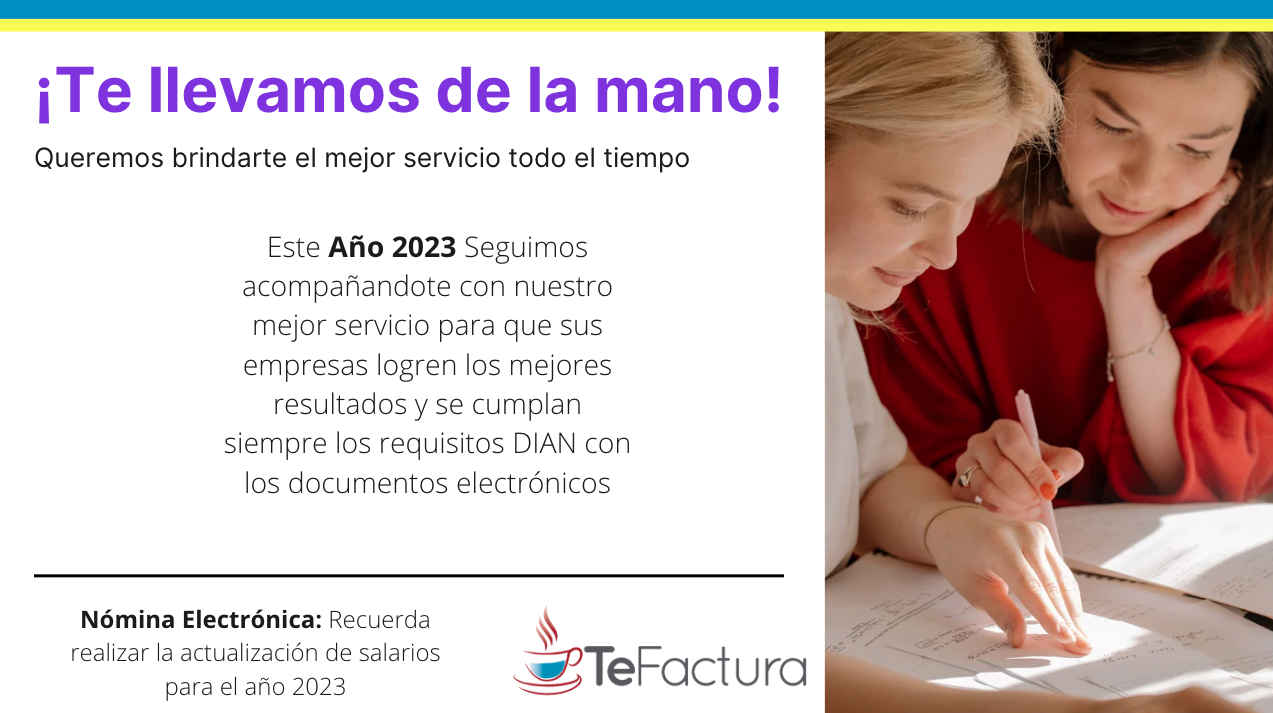 ¡Te llevamos de la mano!
Queremos brindarte el mejor servicio todo el tiempo
Este Año 2023 Seguimos
acompañandote con nuestro
mejor servicio para que sus
empresas logren los mejores
resultados y se cumplan
siempre los requisitos DIAN con
los documentos electrónicos
Nómina Electrónica: Recuerda
realizar la actualización de salarios
para el año 2023
TeFactura